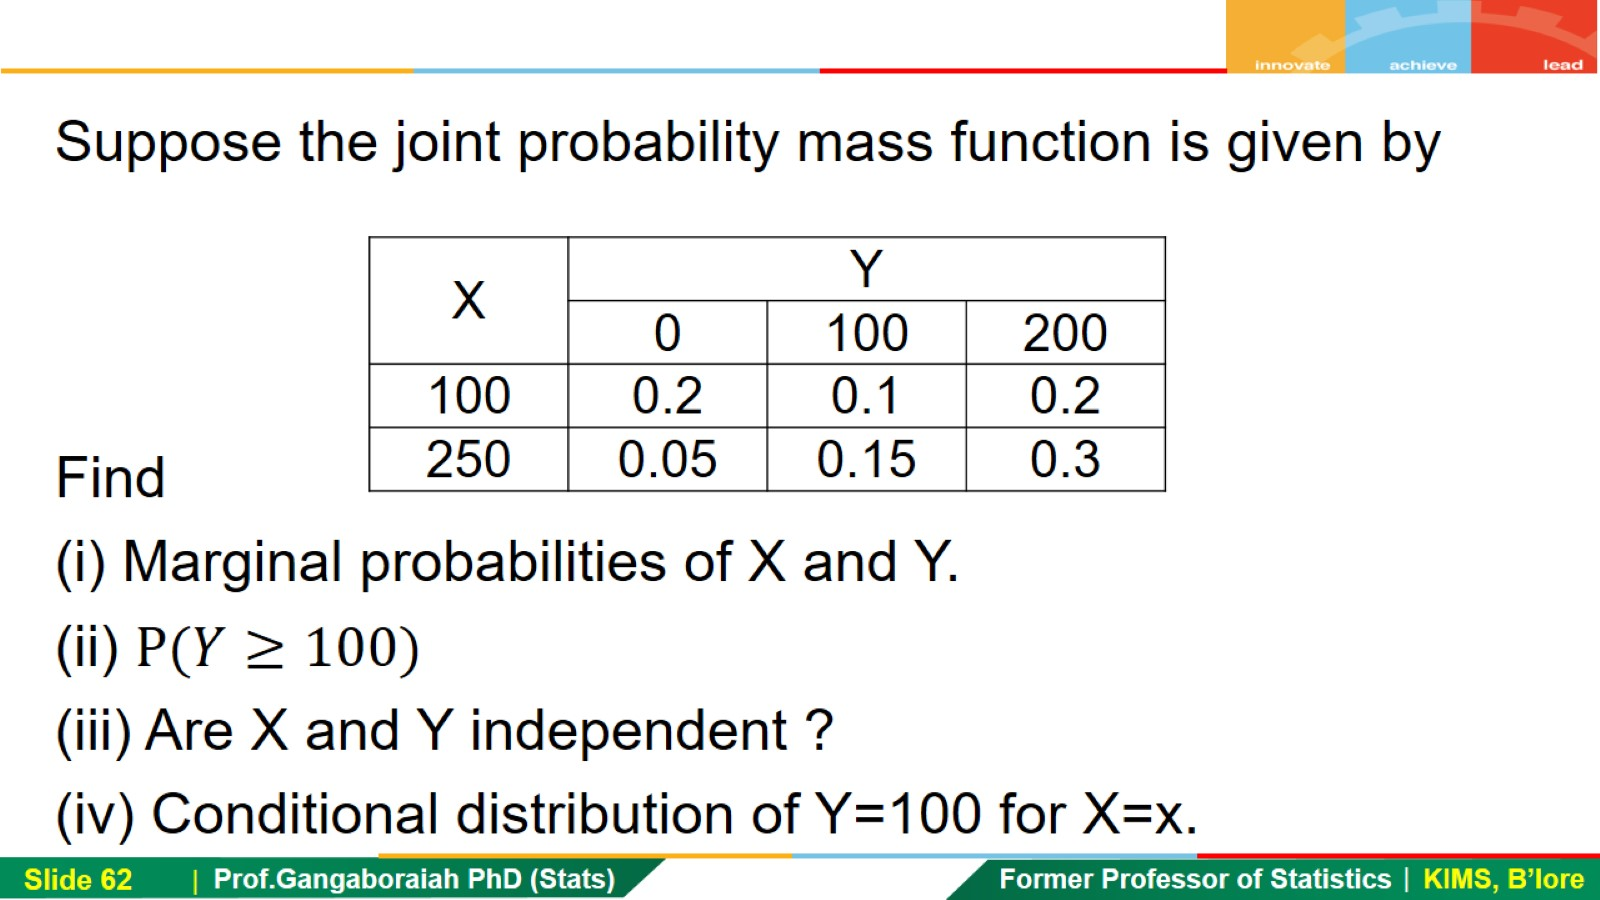 innovate achieve lead
Suppose the joint probability mass function is given by
X Y
0 100 200
100 0.2 0.1 0.2
250 0.05 0.15 0.3
Find
(i) Marginal probabilities of X and Y.
(ii) P(Y ≥ 100)
(iii) Are X and Y independent ?
(iv) Conditional distribution of Y=100 for X=x.
Slide 62 | Prof.Gangaboraiah PhD (Stats) Former Professor of Statistics | KIMS, B’lore